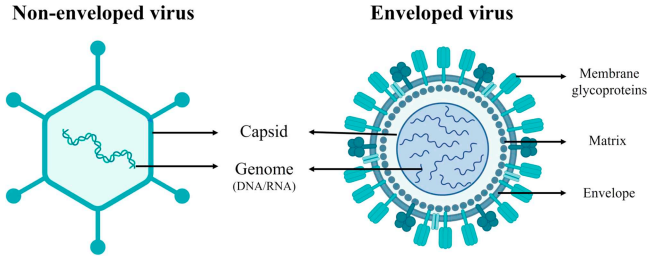 Non-enveloped virus
Enveloped virus
Capsid
Genome
(DNA/RNA)
Membrane
glycoproteins
Matrix
Envelope